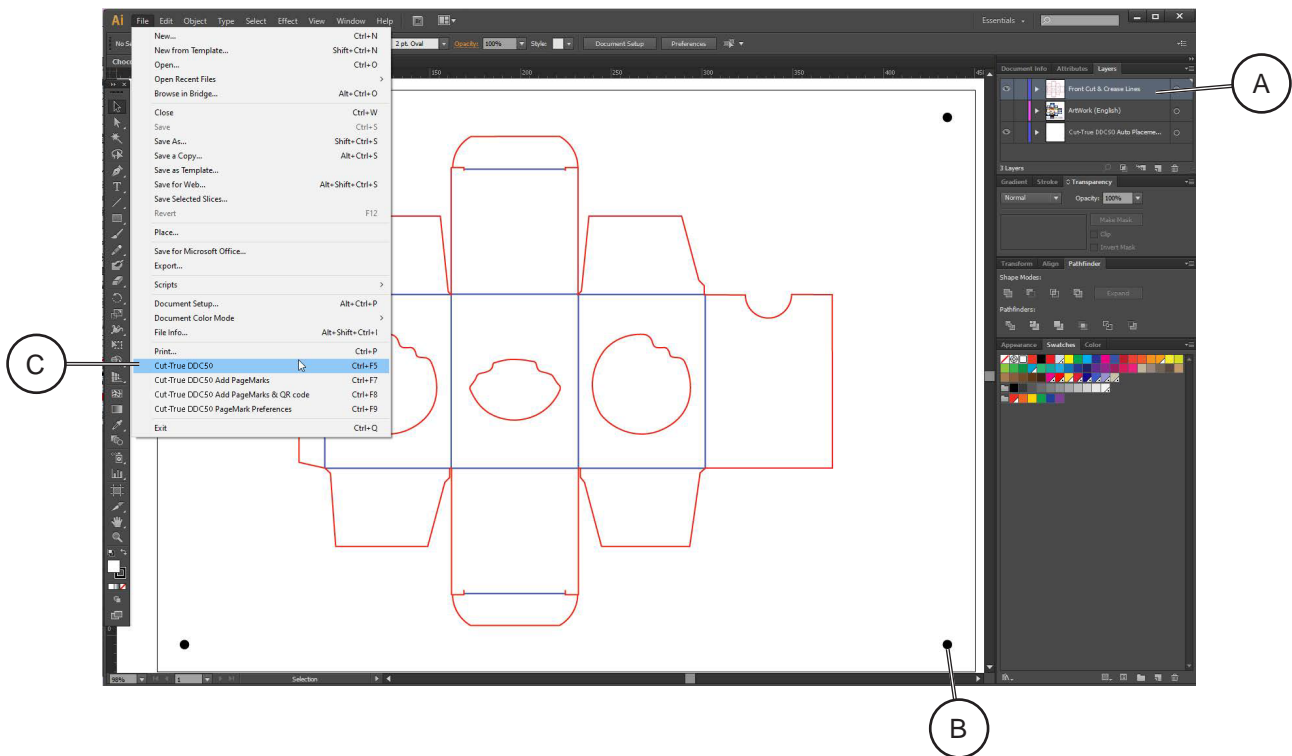 Ai File Edit Object Type Select Effect View Window Help
Essentials
2 pt. Oval Opacity: 100% Style: Document Setup Preferences
New... Ctrl+N
New from Template... Shift+Ctrl+N
Open... Ctrl+O
Open Recent Files
Browse in Bridge... Alt+Ctrl+O
Close Ctrl+W
Save Ctrl+S
Save As... Shift+Ctrl+S
Save a Copy... Alt+Ctrl+S
Save as Template...
Save for Web... Alt+Shift+Ctrl+S
Save Selected Slices...
Revert F12
Place...
Save for Microsoft Office...
Export...
Scripts
Document Setup... Alt+Ctrl+P
Document Color Mode
File Info... Alt+Shift+Ctrl+I
Print... Ctrl+P
Cut-True DDC50 Ctrl+F5
Cut-True DDC50 Add PageMarks Ctrl+F7
Cut-True DDC50 Add PageMarks & QR code Ctrl+F8
Cut-True DDC50 PageMark Preferences Ctrl+F9
Exit Ctrl+Q
150 200 250 300 350 400
Document Info Attributes Layers
Front Cut & Crease Lines
ArtWork (English)
Cut-True DDC50 Auto Placeme...
3 Layers
Gradient Stroke Transparency
Normal Opacity: 100%
Make Mask
Clip
Invert Mask
Transform Align Pathfinder
Shape Modes:
Expand
Pathfinders:
Appearance Swatches Color
98% 1 Selection
A
B
C